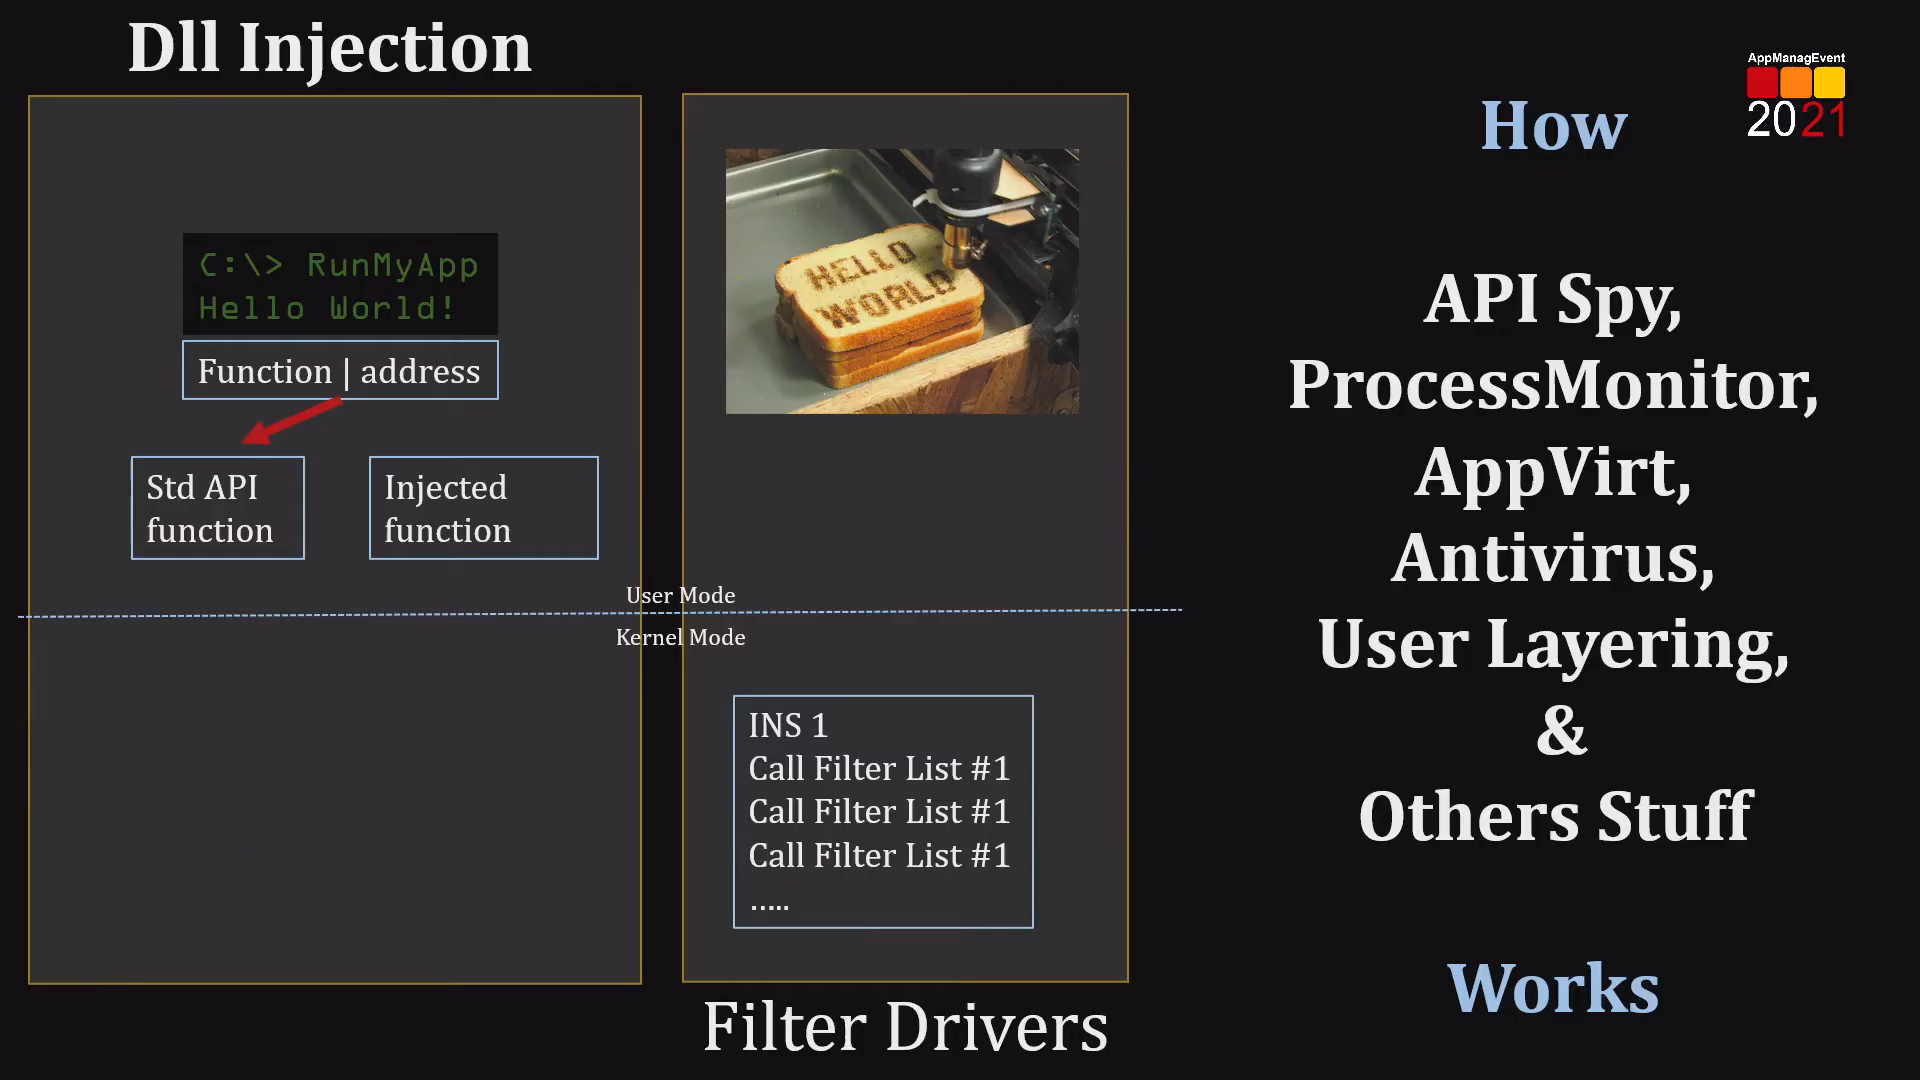 Dll Injection
C:\> RunMyApp
Hello World!
Function | address
Std API
function
Injected
function
HELLO
WORLD
User Mode
Kernel Mode
INS 1
Call Filter List #1
Call Filter List #1
Call Filter List #1
.....
Filter Drivers
AppManagEvent
2021
How
API Spy,
ProcessMonitor,
AppVirt,
Antivirus,
User Layering,
&
Others Stuff
Works